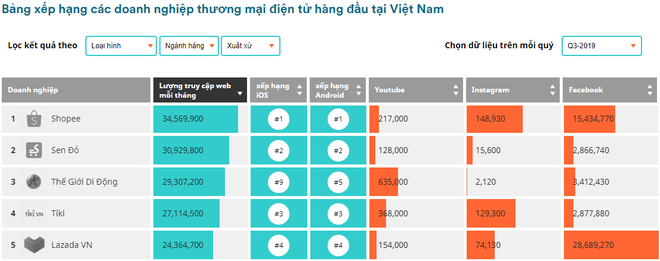 Bảng xếp hạng các doanh nghiệp thương mại điện tử hàng đầu tại Việt Nam
Lọc kết quả theo Loại hình Ngành hàng Xuất xứ Chọn dữ liệu trên mỗi quý Q3-2019
Doanh nghiệp Lượng truy cập web mỗi tháng xếp hạng iOS xếp hạng Android Youtube Instagram Facebook
1 Shopee 34,569,900 #1 #1 217,000 148,930 15,434,770
2 Sen Đỏ 30,929,800 #2 #2 128,000 15,600 2,866,740
3 Thế Giới Di Động 29,307,200 #9 #5 635,000 2,120 3,412,430
4 TIKI.VN Tiki 27,114,500 #3 #3 368,000 129,300 2,877,880
5 Lazada VN 24,364,700 #4 #4 154,000 74,130 28,689,270